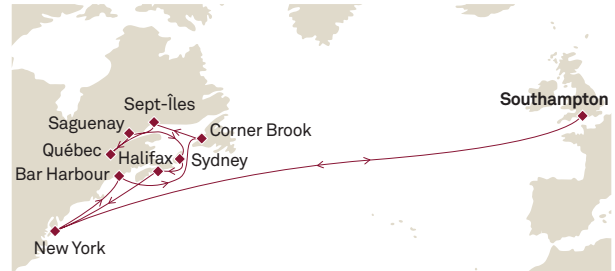 Sept-Îles
Southampton
Saguenay
Corner Brook
Québec
Halifax
Sydney
Bar Harbour
New York